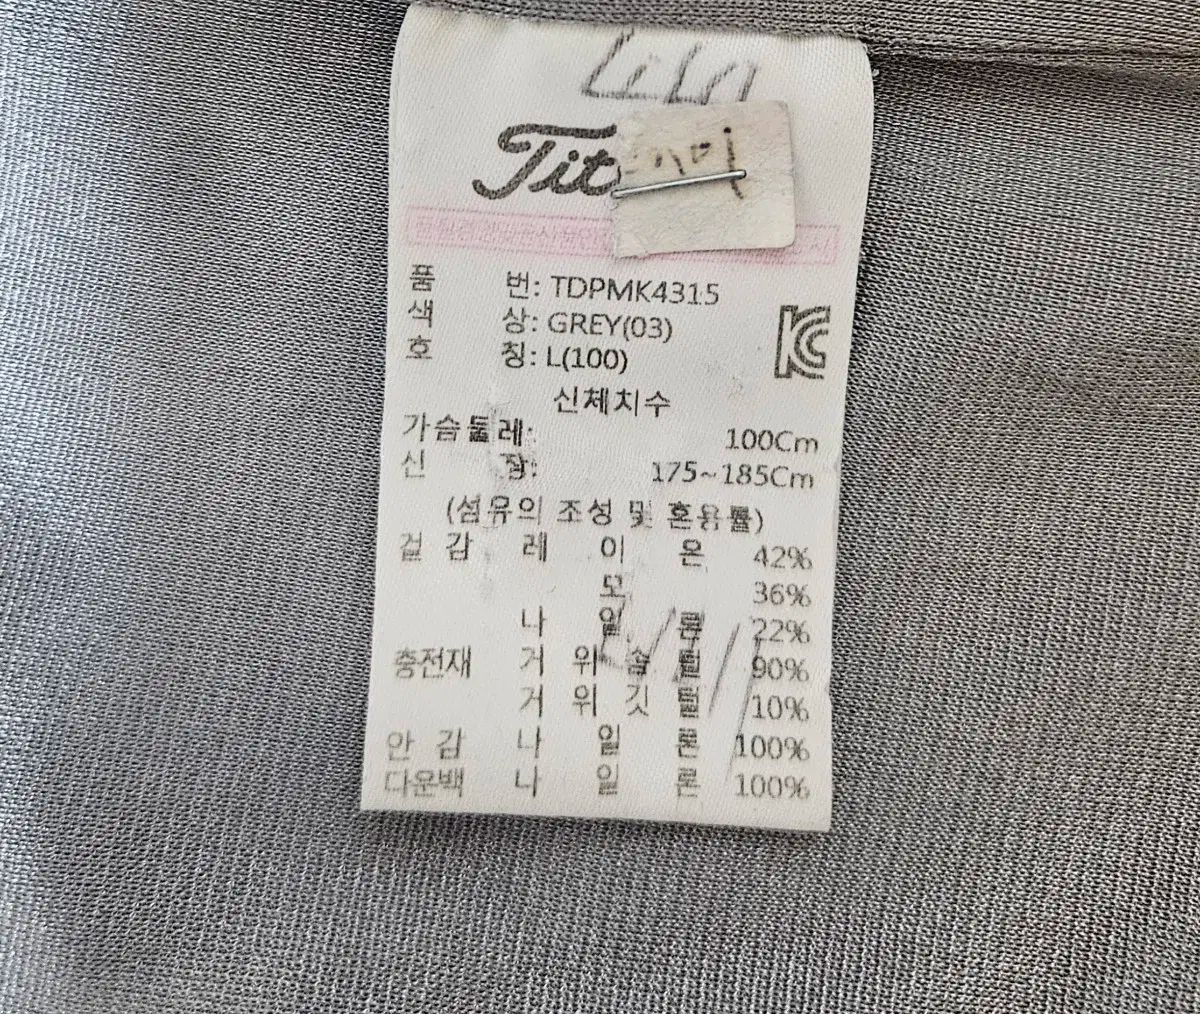 Tit
품 번: TDPMK4315
색 상: GREY(03)
호 칭: L(100)
신체치수
가슴둘레: 100Cm
신 장: 175~185Cm
(섬유의 조성 및 혼용률)
겉 감 레 이 온 42%
모 36%
나 일 론 22%
충전재 거 위 솜 털 90%
거 위 깃 털 10%
안 감 나 일 론 100%
다운백 나 일 론 100%